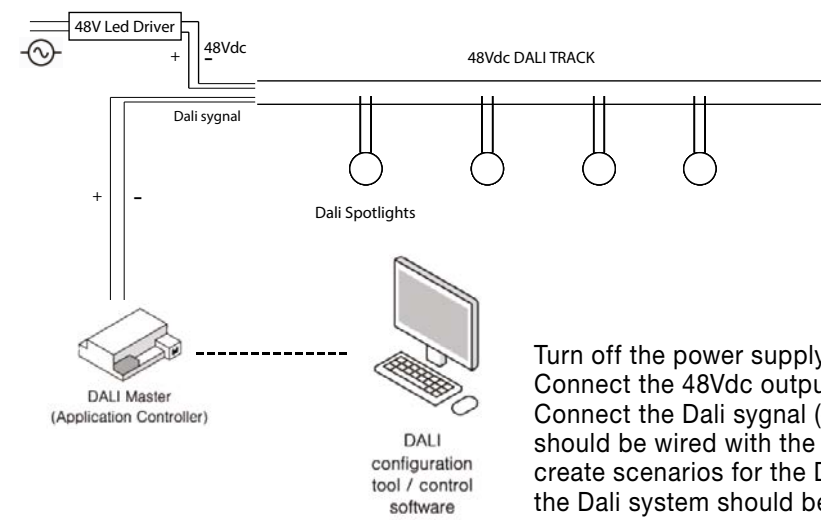 48V Led Driver
+
-
48Vdc
48Vdc DALI TRACK
Dali sygnal
+
-
Dali Spotlights
DALI Master
(Application Controller)
DALI
configuration
tool / control
software
Turn off the power supply
Connect the 48Vdc outpu
Connect the Dali sygnal (
should be wired with the
create scenarios for the D
the Dali system should be